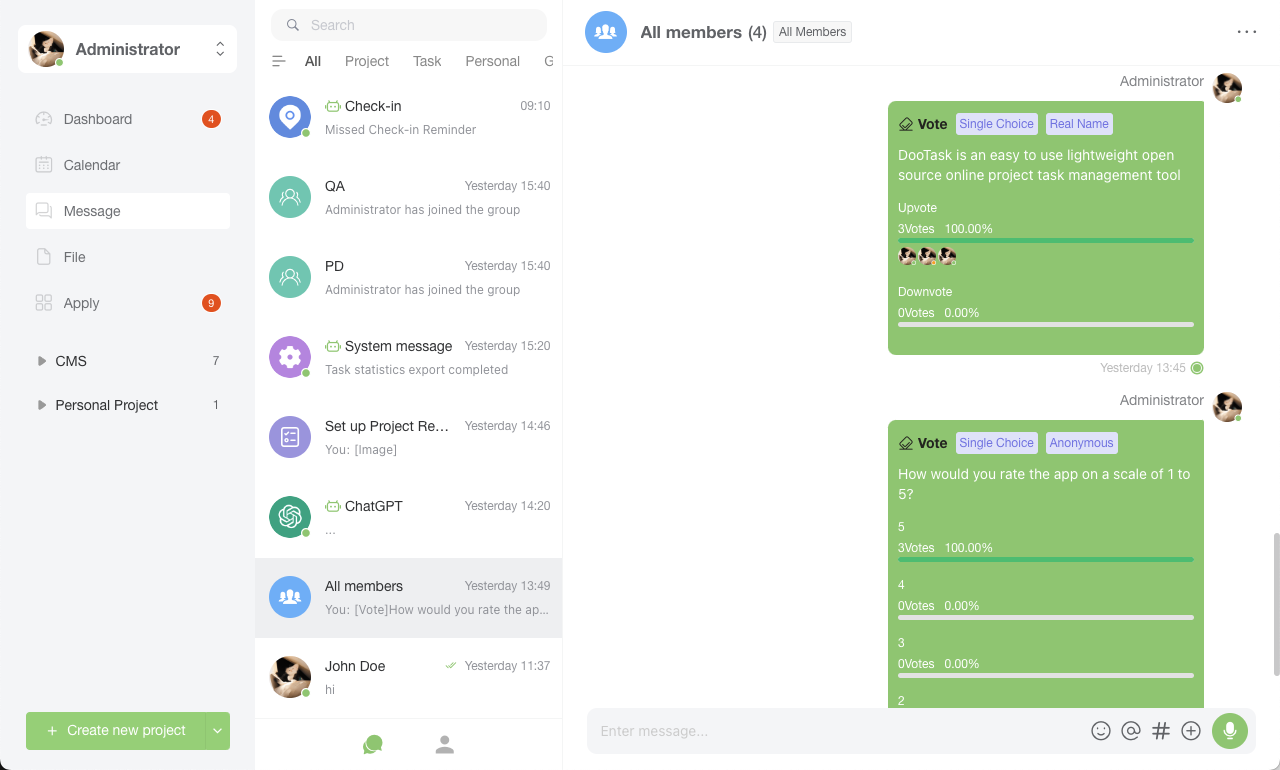 Administrator
Dashboard
4
Calendar
Message
File
Apply
9
CMS
7
Personal Project
1
+ Create new project
Search
All Project Task Personal G
Check-in 09:10
Missed Check-in Reminder
QA Yesterday 15:40
Administrator has joined the group
PD Yesterday 15:40
Administrator has joined the group
System message Yesterday 15:20
Task statistics export completed
Set up Project Re... Yesterday 14:46
You: [Image]
ChatGPT Yesterday 14:20
...
All members Yesterday 13:49
You: [Vote]How would you rate the ap...
John Doe Yesterday 11:37
hi
All members (4) All Members
Administrator
Vote Single Choice Real Name
DooTask is an easy to use lightweight open
source online project task management tool
Upvote
3Votes 100.00%
Downvote
0Votes 0.00%
Yesterday 13:45
Administrator
Vote Single Choice Anonymous
How would you rate the app on a scale of 1 to
5?
5
3Votes 100.00%
4
0Votes 0.00%
3
0Votes 0.00%
2
Enter message...